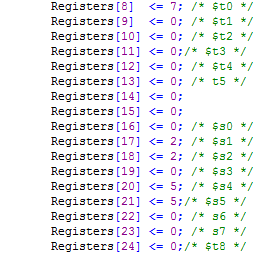 Registers[8]  <= 7; /* $t0 */
Registers[9]  <= 0; /* $t1 */
Registers[10] <= 0; /* $t2 */
Registers[11] <= 0;/* $t3 */
Registers[12] <= 0; /* $t4 */
Registers[13] <= 0; /* t5 */
Registers[14] <= 0;
Registers[15] <= 0;
Registers[16] <= 0; /* $s0 */
Registers[17] <= 2; /* $s1 */
Registers[18] <= 2; /* $s2 */
Registers[19] <= 0; /* $s3 */
Registers[20] <= 5; /* $s4 */
Registers[21] <= 5;/* $s5 */
Registers[22] <= 0; /* s6 */
Registers[23] <= 0; /* s7 */
Registers[24] <= 0;/* $t8 */